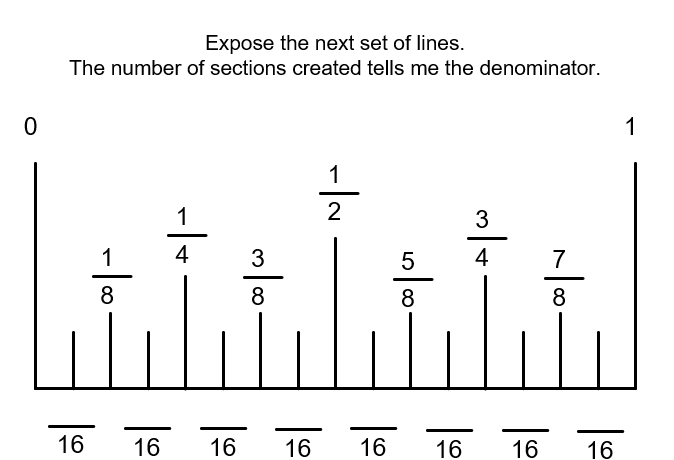 Expose the next set of lines.
The number of sections created tells me the denominator.
0 1
1/2
1/4 3/4
1/8 3/8 5/8 7/8
16 16 16 16 16 16 16 16